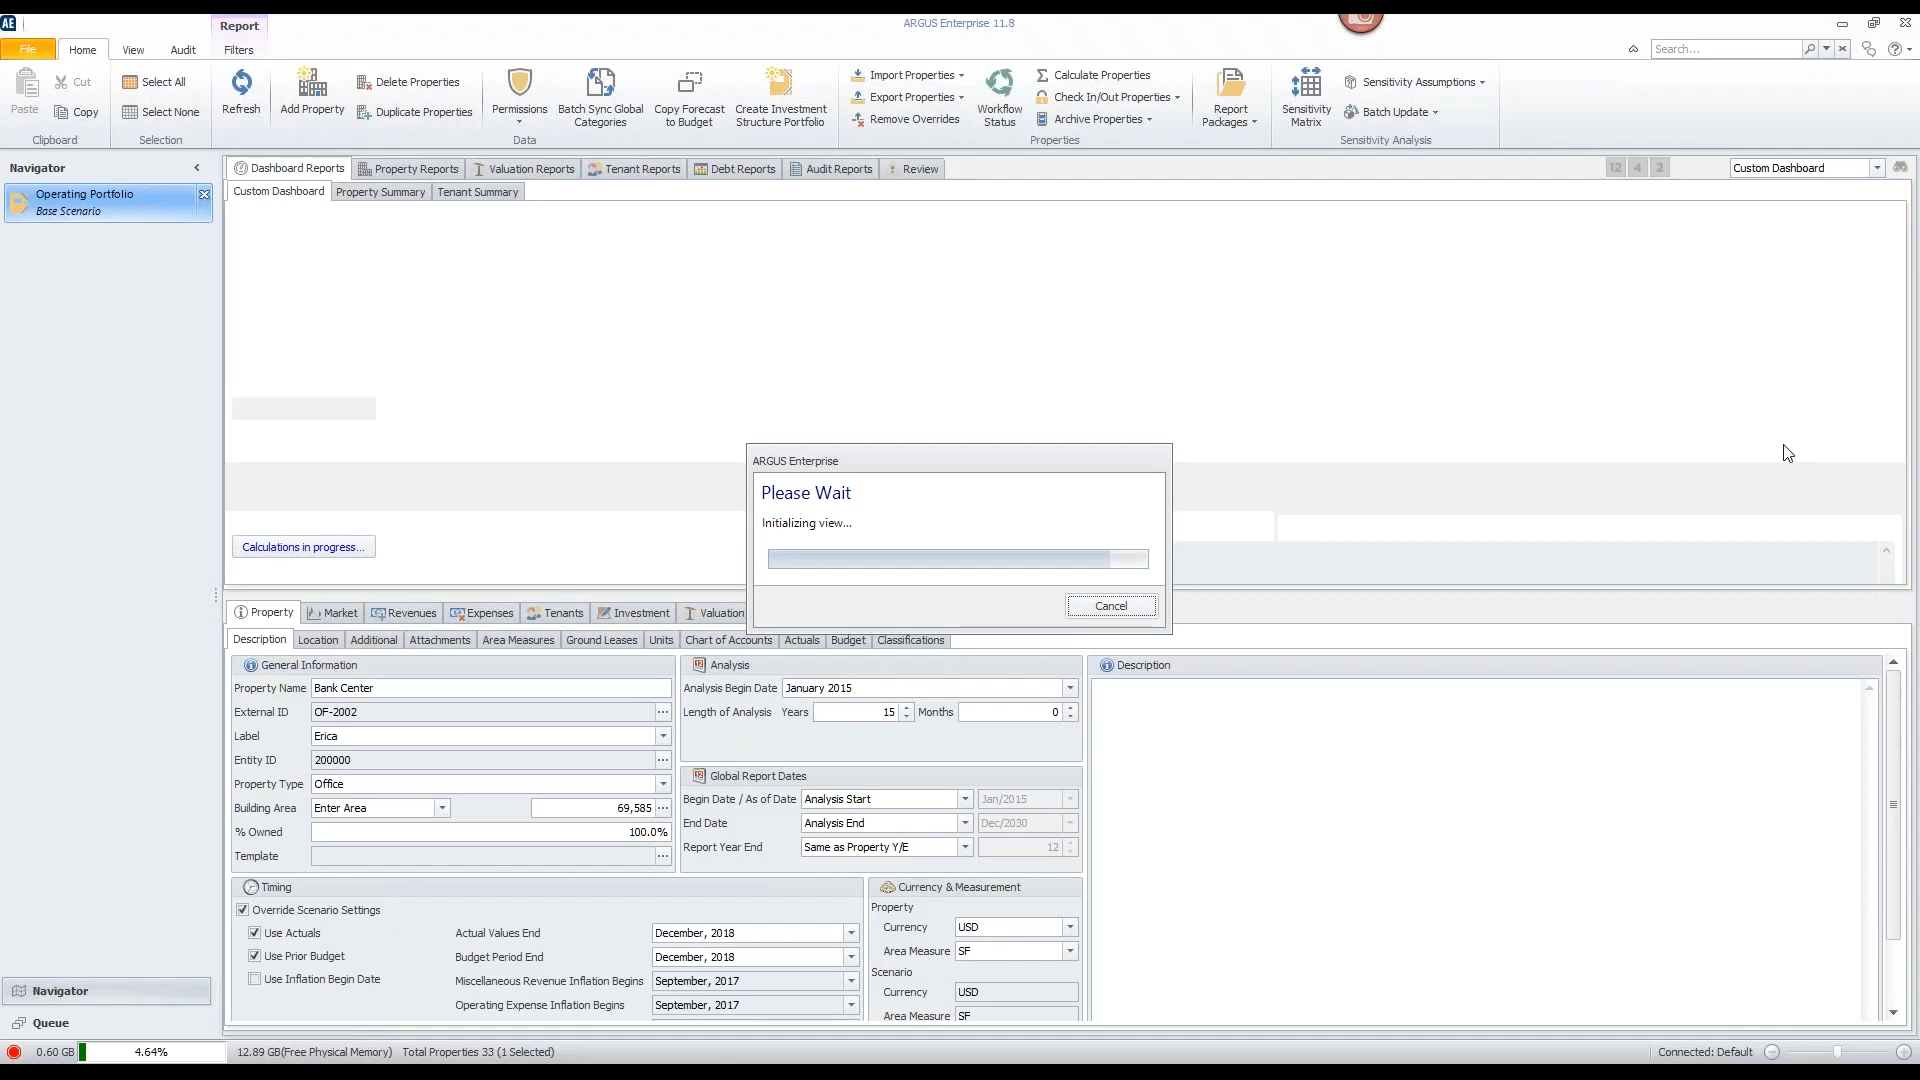 AE
Report
ARGUS Enterprise 11.8
File Home View Audit Filters
Search...
Paste
Cut
Copy
Clipboard
Select All
Select None
Selection
Refresh
Add Property
Delete Properties
Duplicate Properties
Permissions
Batch Sync Global
Categories
Copy Forecast
to Budget
Create Investment
Structure Portfolio
Data
Import Properties
Export Properties
Remove Overrides
Workflow
Status
Calculate Properties
Check In/Out Properties
Archive Properties
Properties
Report
Packages
Sensitivity
Matrix
Sensitivity Assumptions
Batch Update
Sensitivity Analysis
Navigator
Operating Portfolio
Base Scenario
Dashboard Reports Property Reports Valuation Reports Tenant Reports Debt Reports Audit Reports Review
12 4 2
Custom Dashboard
Custom Dashboard Property Summary Tenant Summary
Calculations in progress...
ARGUS Enterprise
Please Wait
Initializing view...
Cancel
Property Market Revenues Expenses Tenants Investment Valuation
Description Location Additional Attachments Area Measures Ground Leases Units Chart of Accounts Actuals Budget Classifications
General Information
Property Name Bank Center
External ID OF-2002
Label Erica
Entity ID 200000
Property Type Office
Building Area Enter Area 69,585
% Owned 100.0%
Template
Analysis
Analysis Begin Date January 2015
Length of Analysis Years 15 Months 0
Global Report Dates
Begin Date / As of Date Analysis Start Jan/2015
End Date Analysis End Dec/2030
Report Year End Same as Property Y/E 12
Description
Timing
Override Scenario Settings
Use Actuals Actual Values End December, 2018
Use Prior Budget Budget Period End December, 2018
Use Inflation Begin Date Miscellaneous Revenue Inflation Begins September, 2017
Operating Expense Inflation Begins September, 2017
Currency & Measurement
Property
Currency USD
Area Measure SF
Scenario
Currency USD
Area Measure SF
Navigator
Queue
0.60 GB 4.64% 12.89 GB(Free Physical Memory) Total Properties 33 (1 Selected)
Connected: Default